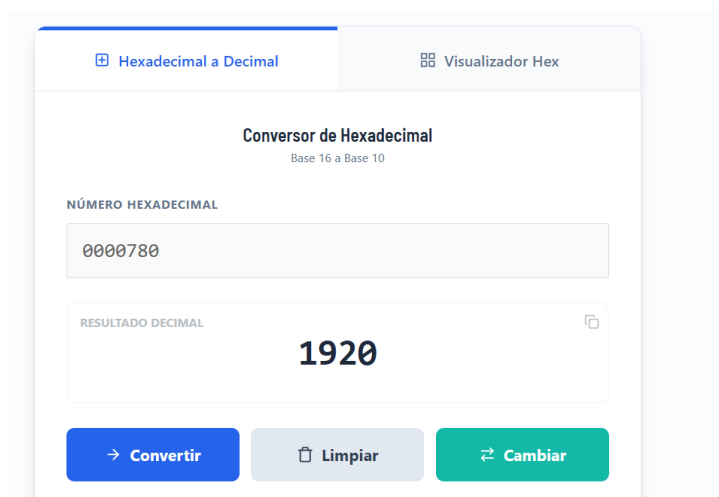 Hexadecimal a Decimal
Visualizador Hex
Conversor de Hexadecimal
Base 16 a Base 10
NÚMERO HEXADECIMAL
0000780
RESULTADO DECIMAL
1920
Convertir
Limpiar
Cambiar